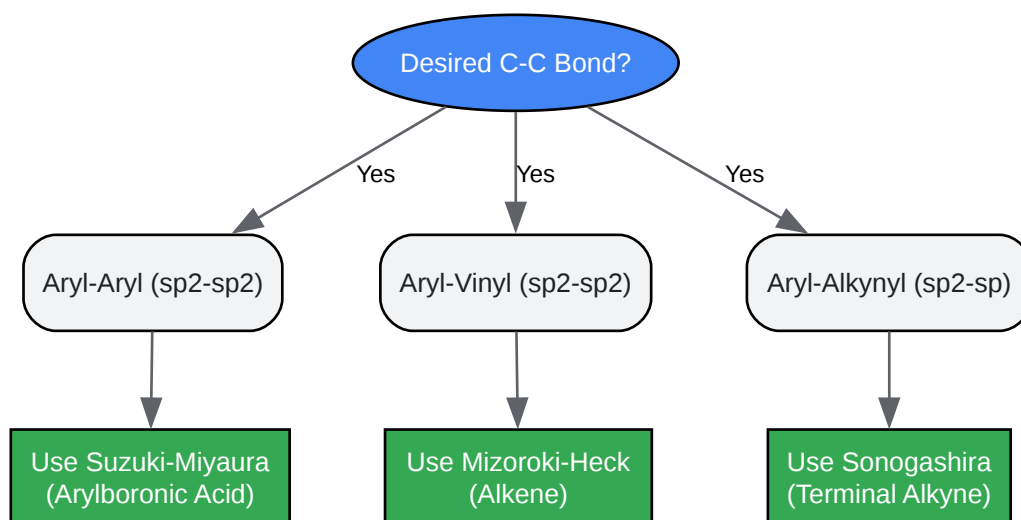 Desired C-C Bond?
Yes
Yes
Yes
Aryl-Aryl (sp2-sp2)
Aryl-Vinyl (sp2-sp2)
Aryl-Alkynyl (sp2-sp)
Use Suzuki-Miyaura
(Arylboronic Acid)
Use Mizoroki-Heck
(Alkene)
Use Sonogashira
(Terminal Alkyne)